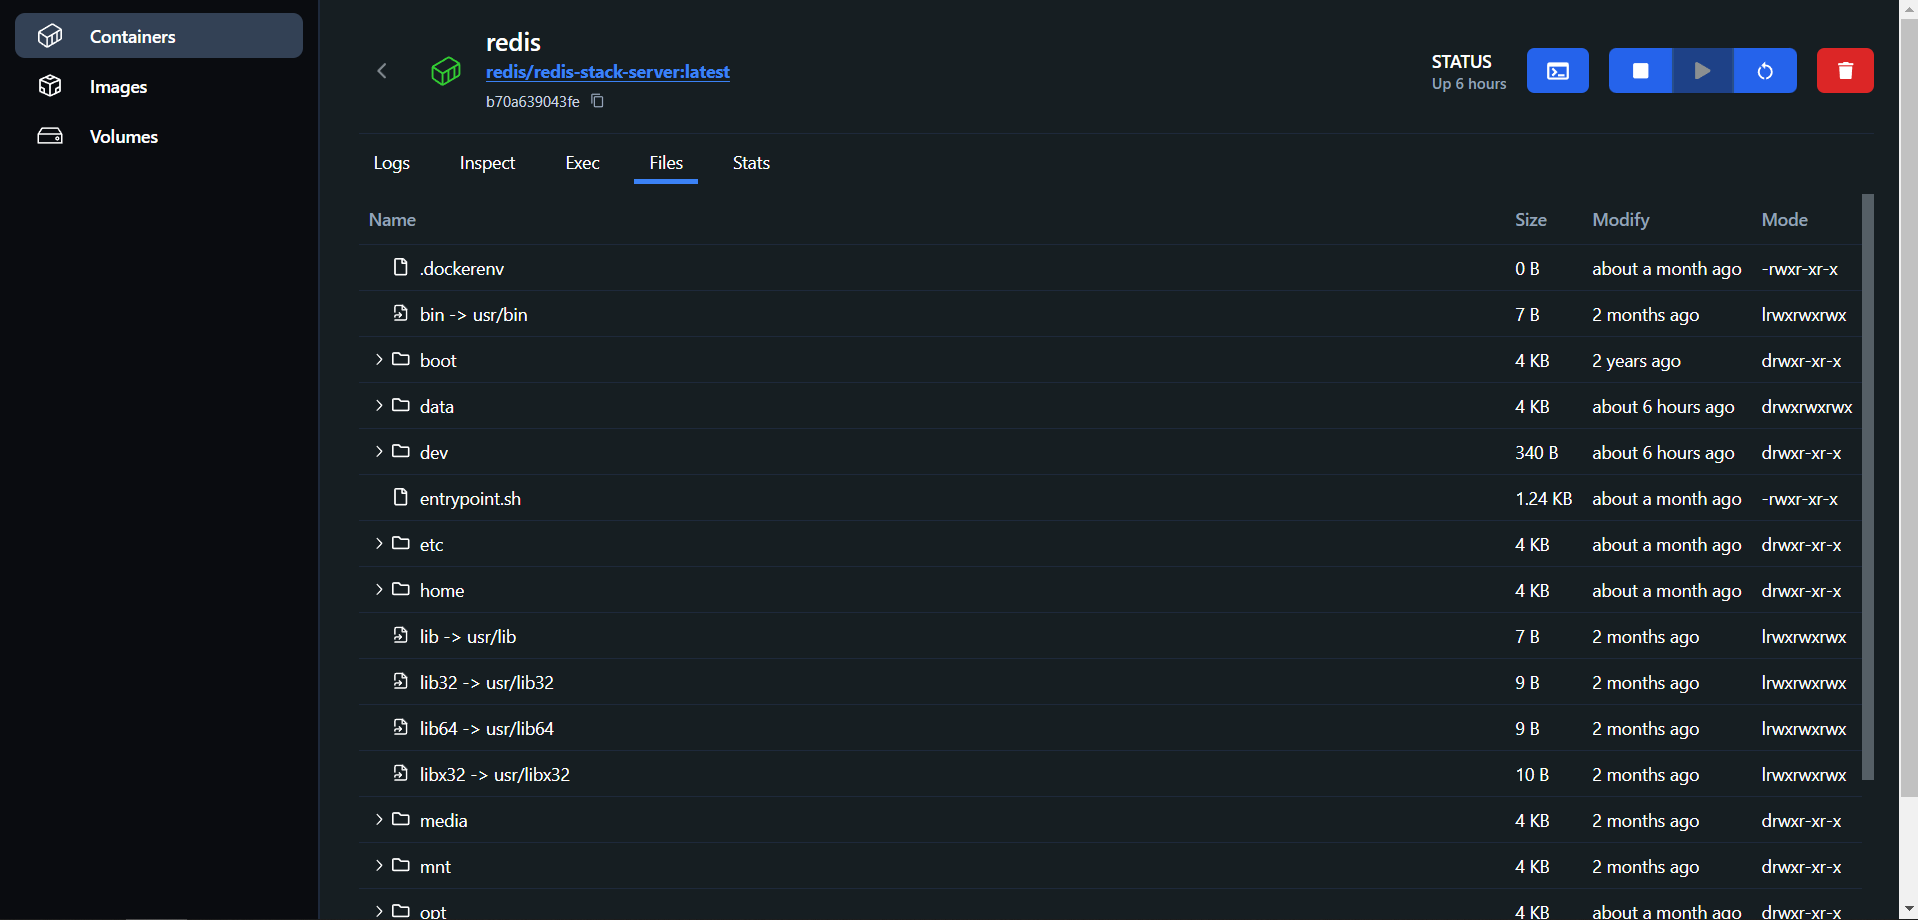 Containers
Images
Volumes
redis
redis/redis-stack-server:latest
b70a639043fe
STATUS
Up 6 hours
Logs Inspect Exec Files Stats
Name Size Modify Mode
.dockerenv 0 B about a month ago -rwxr-xr-x
bin -> usr/bin 7 B 2 months ago lrwxrwxrwx
boot 4 KB 2 years ago drwxr-xr-x
data 4 KB about 6 hours ago drwxrwxrwx
dev 340 B about 6 hours ago drwxr-xr-x
entrypoint.sh 1.24 KB about a month ago -rwxr-xr-x
etc 4 KB about a month ago drwxr-xr-x
home 4 KB about a month ago drwxr-xr-x
lib -> usr/lib 7 B 2 months ago lrwxrwxrwx
lib32 -> usr/lib32 9 B 2 months ago lrwxrwxrwx
lib64 -> usr/lib64 9 B 2 months ago lrwxrwxrwx
libx32 -> usr/libx32 10 B 2 months ago lrwxrwxrwx
media 4 KB 2 months ago drwxr-xr-x
mnt 4 KB 2 months ago drwxr-xr-x
opt 4 KB about a month ago drwxr-xr-x